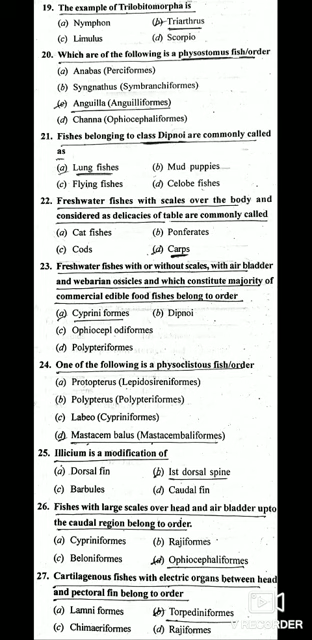 19. The example of Trilobitomorpha is
(a) Nymphon (b) Triarthrus
(c) Limulus (d) Scorpio
20. Which are of the following is a physostomus fish/order
(a) Anabas (Perciformes)
(b) Syngnathus (Symbranchiformes)
(c) Anguilla (Anguilliformes)
(d) Channa (Ophiocephaliformes)
21. Fishes belonging to class Dipnoi are commonly called
as
(a) Lung fishes (b) Mud puppies
(c) Flying fishes (d) Celobe fishes
22. Freshwater fishes with scales over the body and
considered as delicacies of table are commonly called
(a) Cat fishes (b) Ponferates
(c) Cods (d) Carps
23. Freshwater fishes with or without scales, with air bladder
and webarian ossicles and which constitute majority of
commercial edible food fishes belong to order
(a) Cyprini formes (b) Dipnoi
(c) Ophiocepl odiformes
(d) Polypteriformes
24. One of the following is a physoclistous fish/order
(a) Protopterus (Lepidosireniformes)
(b) Polypterus (Polypteriformes)
(c) Labeo (Cypriniformes)
(d) Mastacem balus (Mastacembaliformes)
25. Illicium is a modification of
(a) Dorsal fin (b) Ist dorsal spine
(c) Barbules (d) Caudal fin
26. Fishes with large scales over head and air bladder upto
the caudal region belong to order.
(a) Cypriniformes (b) Rajiformes
(c) Beloniformes (d) Ophiocephaliformes
27. Cartilagenous fishes with electric organs between head
and pectoral fin belong to order
(a) Lamni formes (b) Torpediniformes
(c) Chimaeriformes (d) Rajiformes
V RECORDER